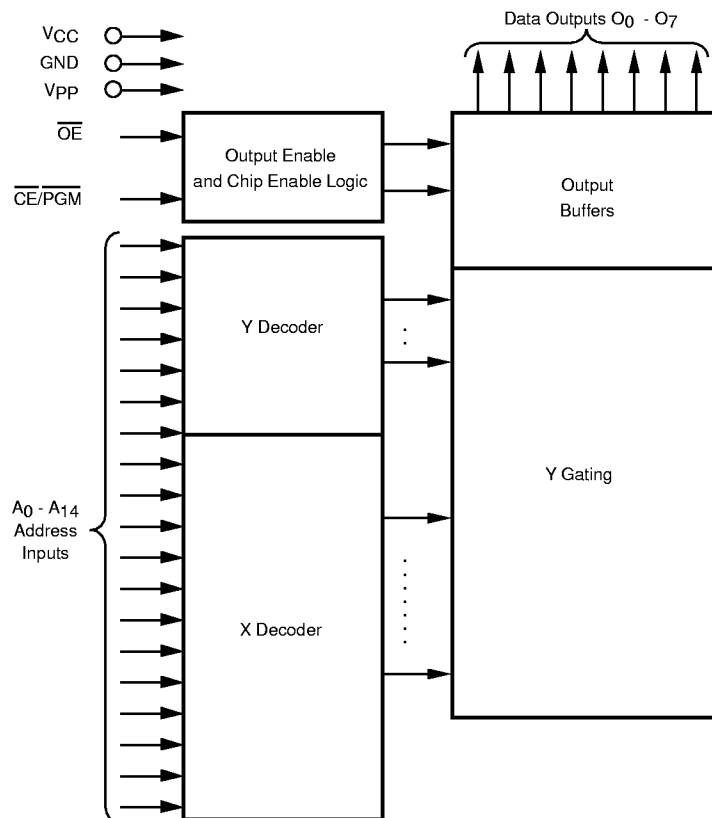 Data Outputs O0 - O7
VCC
GND
VPP
OE
CE/PGM
Output Enable
and Chip Enable Logic
Output
Buffers
Y Decoder
Y Gating
A0 - A14
Address
Inputs
X Decoder